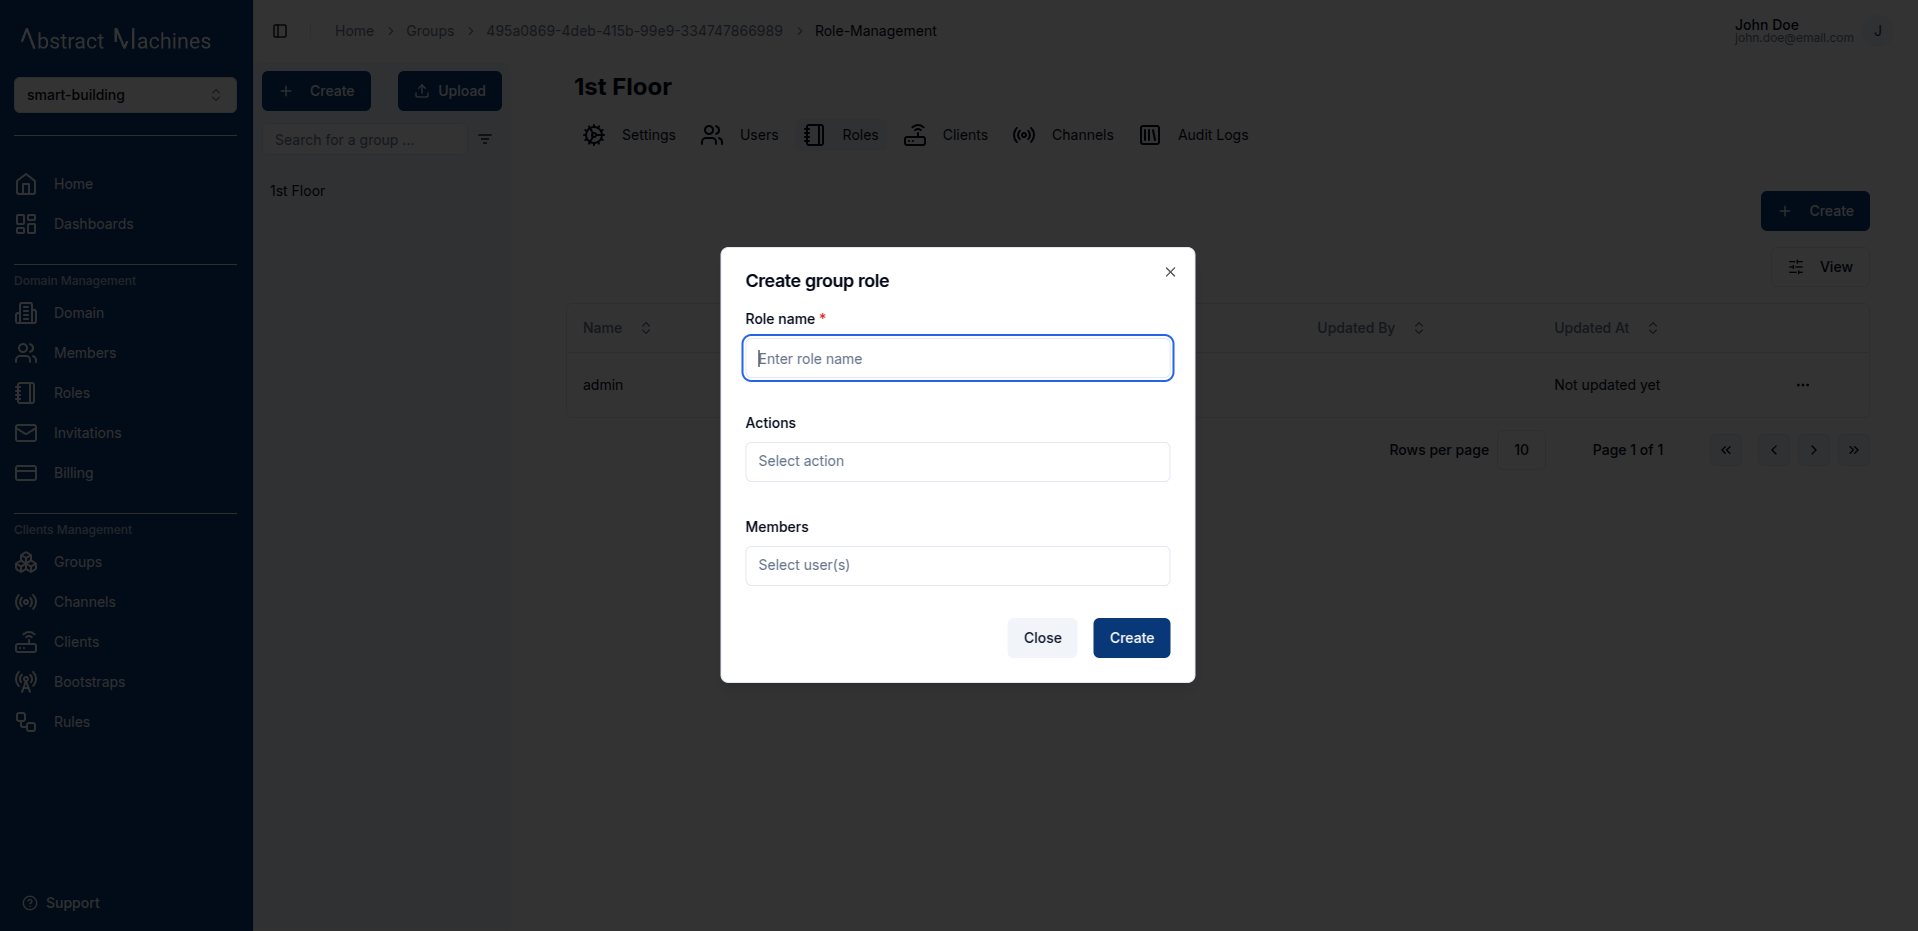 Abstract Machines
smart-building
Home
Dashboards
Domain Management
Domain
Members
Roles
Invitations
Billing
Clients Management
Groups
Channels
Clients
Bootstraps
Rules
Support
Home > Groups > 495a0869-4deb-415b-99e9-334747866989 > Role-Management
John Doe
john.doe@email.com
J
Create
Upload
Search for a group ...
1st Floor
1st Floor
Settings
Users
Roles
Clients
Channels
Audit Logs
Create
View
Name
Updated By
Updated At
admin
Not updated yet
Rows per page 10 Page 1 of 1
Create group role
Role name *
Enter role name
Actions
Select action
Members
Select user(s)
Close
Create